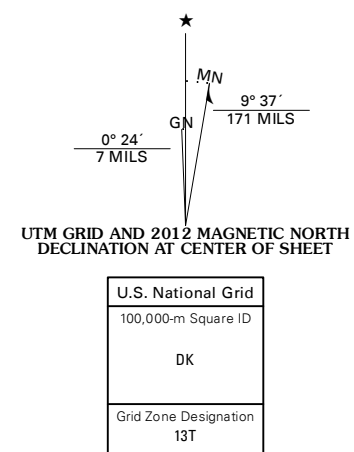 ★
MN
GN
9° 37´
171 MILS
0° 24´
7 MILS
UTM GRID AND 2012 MAGNETIC NORTH
DECLINATION AT CENTER OF SHEET
U.S. National Grid
100,000-m Square ID
DK
Grid Zone Designation
13T